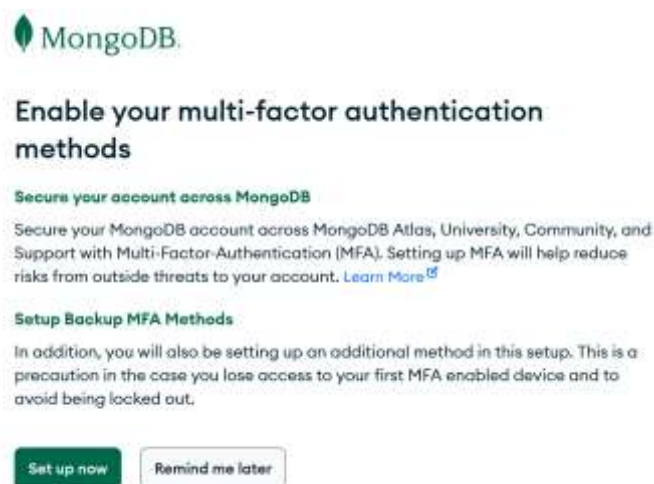 MongoDB.
Enable your multi-factor authentication
methods
Secure your account across MongoDB
Secure your MongoDB account across MongoDB Atlas, University, Community, and
Support with Multi-Factor-Authentication (MFA). Setting up MFA will help reduce
risks from outside threats to your account. Learn More
Setup Backup MFA Methods
In addition, you will also be setting up an additional method in this setup. This is a
precaution in the case you lose access to your first MFA enabled device and to
avoid being locked out.
Set up now Remind me later